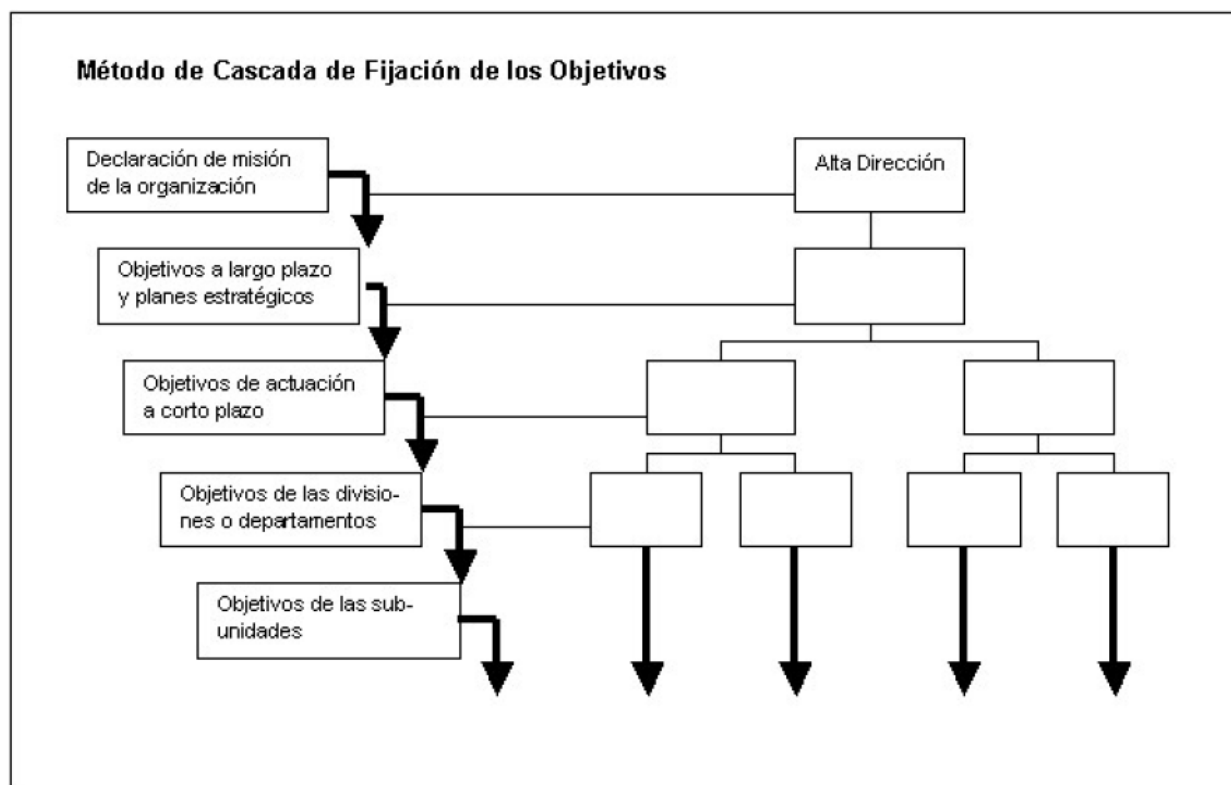 Método de Cascada de Fijación de los Objetivos
Declaración de misión
de la organización
Alta Dirección
Objetivos a largo plazo
y planes estratégicos
Objetivos de actuación
a corto plazo
Objetivos de las divisio-
nes o departamentos
Objetivos de las sub-
unidades